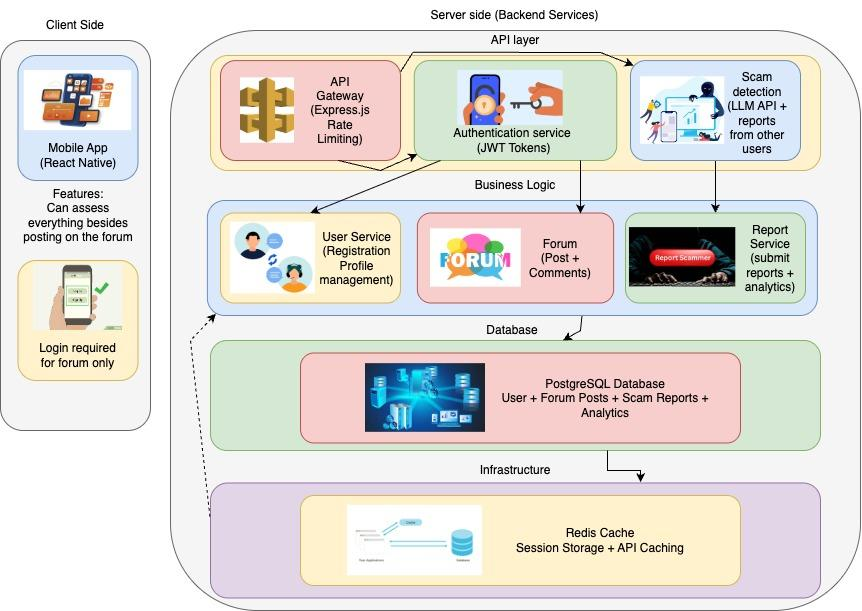 Client Side
Mobile App
(React Native)
Features:
Can assess
everything besides
posting on the forum
Login required
for forum only
Server side (Backend Services)
API layer
API
Gateway
(Express.js
Rate
Limiting)
Authentication service
(JWT Tokens)
Scam
detection
(LLM API +
reports
from other
users
Business Logic
User Service
(Registration
Profile
management)
FORUM
Forum
(Post +
Comments)
Report Scammer
Report
Service
(submit
reports +
analytics)
Database
PostgreSQL Database
User + Forum Posts + Scam Reports +
Analytics
Infrastructure
Cache
Your Applications
Database
Redis Cache
Session Storage + API Caching